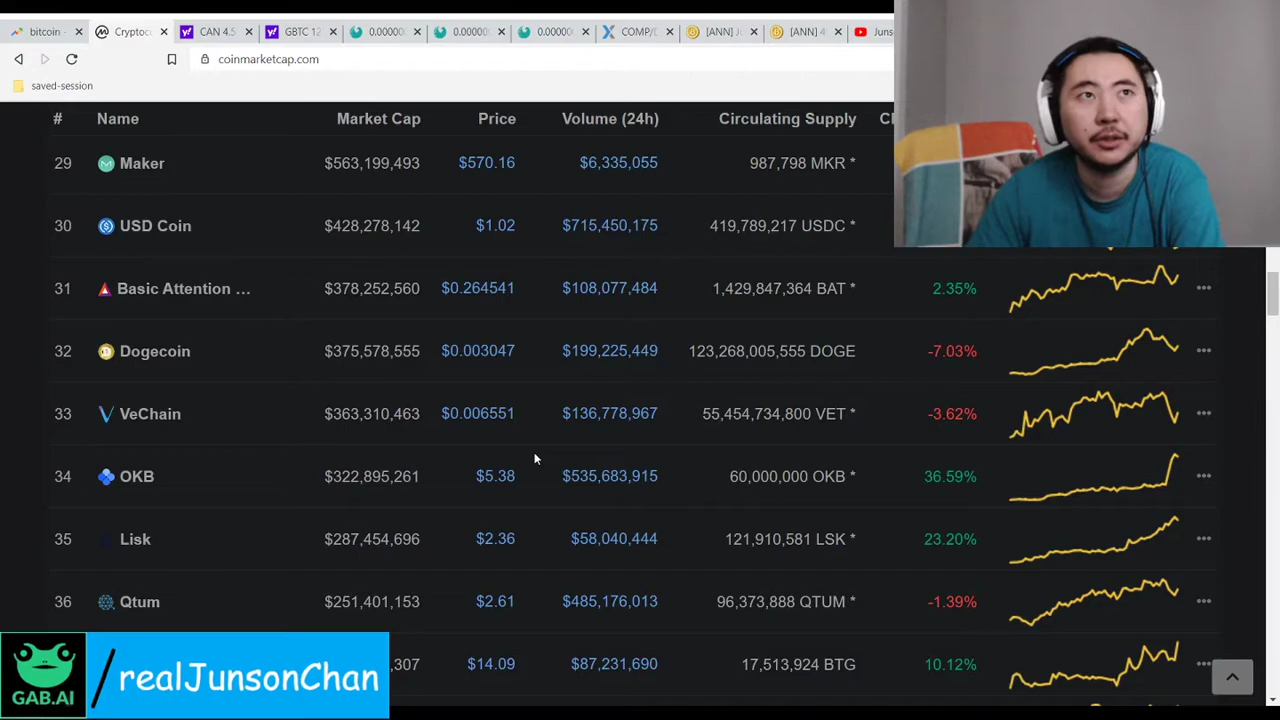 bitcoin -
Cryptoc
CAN 4.5
GBTC 12
0.00000
0.00000
0.00000
COMP/
[ANN] J
[ANN] 4
Juns
coinmarketcap.com
saved-session
# Name Market Cap Price Volume (24h) Circulating Supply
29 Maker $563,199,493 $570.16 $6,335,055 987,798 MKR *
30 USD Coin $428,278,142 $1.02 $715,450,175 419,789,217 USDC *
31 Basic Attention ... $378,252,560 $0.264541 $108,077,484 1,429,847,364 BAT * 2.35%
32 Dogecoin $375,578,555 $0.003047 $199,225,449 123,268,005,555 DOGE -7.03%
33 VeChain $363,310,463 $0.006551 $136,778,967 55,454,734,800 VET * -3.62%
34 OKB $322,895,261 $5.38 $535,683,915 60,000,000 OKB * 36.59%
35 Lisk $287,454,696 $2.36 $58,040,444 121,910,581 LSK * 23.20%
36 Qtum $251,401,153 $2.61 $485,176,013 96,373,888 QTUM * -1.39%
,307 $14.09 $87,231,690 17,513,924 BTG 10.12%
GAB.AI
/realJunsonChan